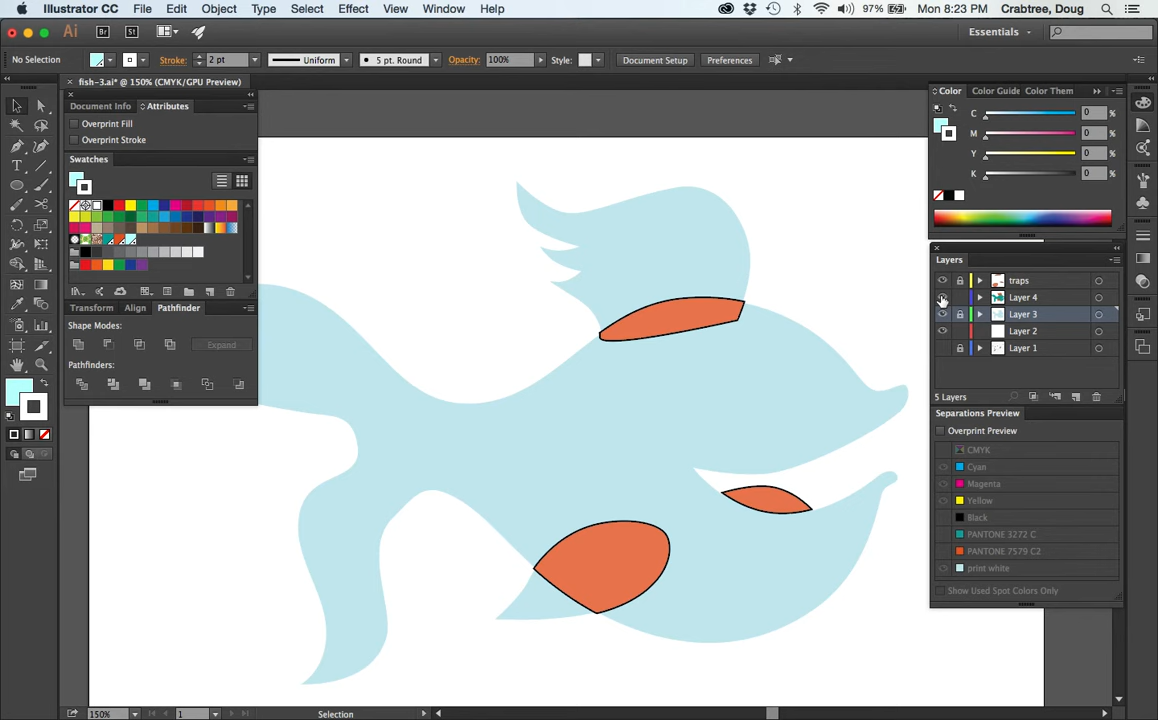 Illustrator CC File Edit Object Type Select Effect View Window Help 97% Mon 8:23 PM Crabtree, Doug
Ai Br St Essentials
No Selection Stroke: 2 pt Uniform 5 pt. Round Opacity: 100% Style: Document Setup Preferences
fish-3.ai* @ 150% (CMYK/GPU Preview)
Document Info Attributes
Overprint Fill
Overprint Stroke
Swatches
Transform Align Pathfinder
Shape Modes:
Expand
Pathfinders:
Color Color Guide Color Them
C 0 %
M 0 %
Y 0 %
K 0 %
Layers
traps
Layer 4
Layer 3
Layer 2
Layer 1
5 Layers
Separations Preview
Overprint Preview
CMYK
Cyan
Magenta
Yellow
Black
PANTONE 3272 C
PANTONE 7579 C2
print white
Show Used Spot Colors Only
150% 1 Selection